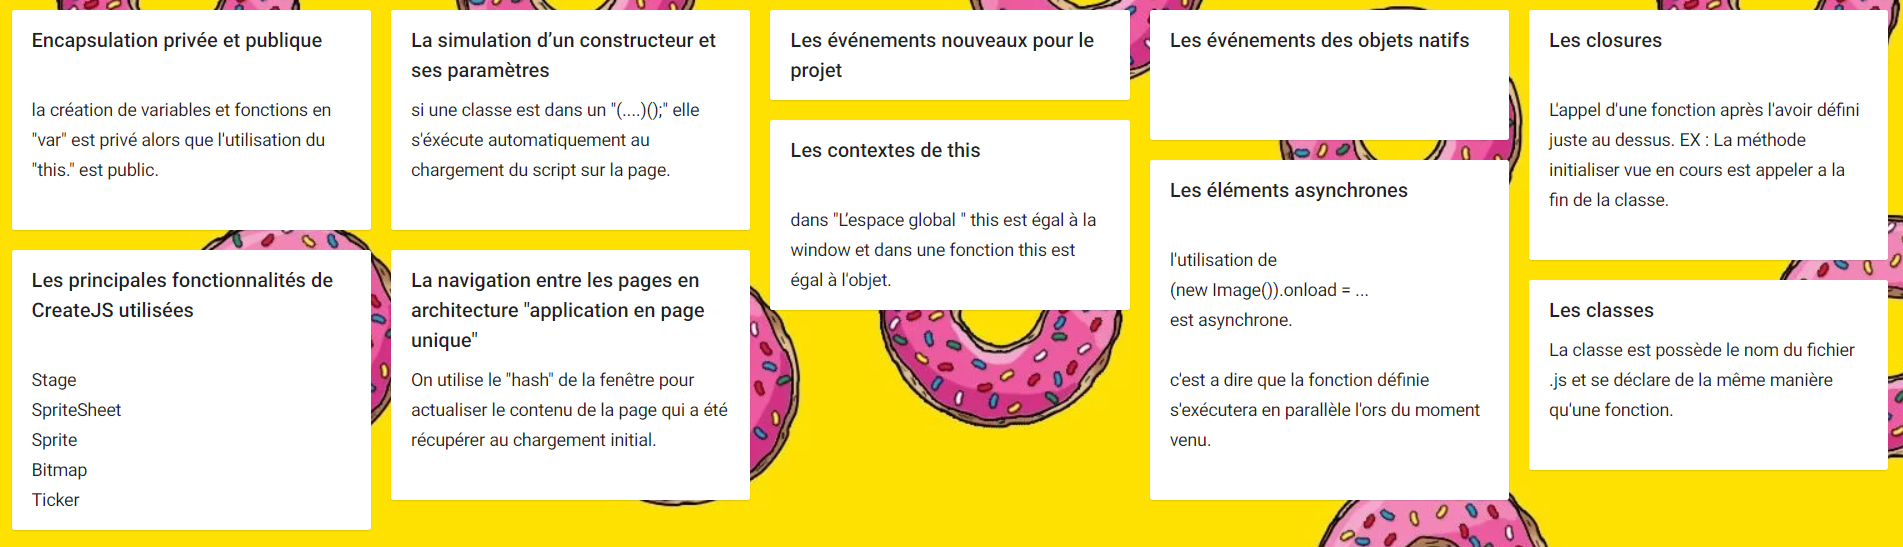 Encapsulation privée et publique
la création de variables et fonctions en
"var" est privé alors que l'utilisation du
"this." est public.
Les principales fonctionnalités de
CreateJS utilisées
Stage
SpriteSheet
Sprite
Bitmap
Ticker
La simulation d’un constructeur et
ses paramètres
si une classe est dans un "(....)();" elle
s'éxécute automatiquement au
chargement du script sur la page.
La navigation entre les pages en
architecture "application en page
unique"
On utilise le "hash" de la fenêtre pour
actualiser le contenu de la page qui a été
récupérer au chargement initial.
Les événements nouveaux pour le
projet
Les contextes de this
dans "L’espace global " this est égal à la
window et dans une fonction this est
égal à l'objet.
Les événements des objets natifs
Les éléments asynchrones
l'utilisation de
(new Image()).onload = ...
est asynchrone.
c'est a dire que la fonction définie
s'exécutera en parallèle l'ors du moment
venu.
Les closures
L'appel d'une fonction après l'avoir défini
juste au dessus. EX : La méthode
initialiser vue en cours est appeler a la
fin de la classe.
Les classes
La classe est possède le nom du fichier
.js et se déclare de la même manière
qu'une fonction.